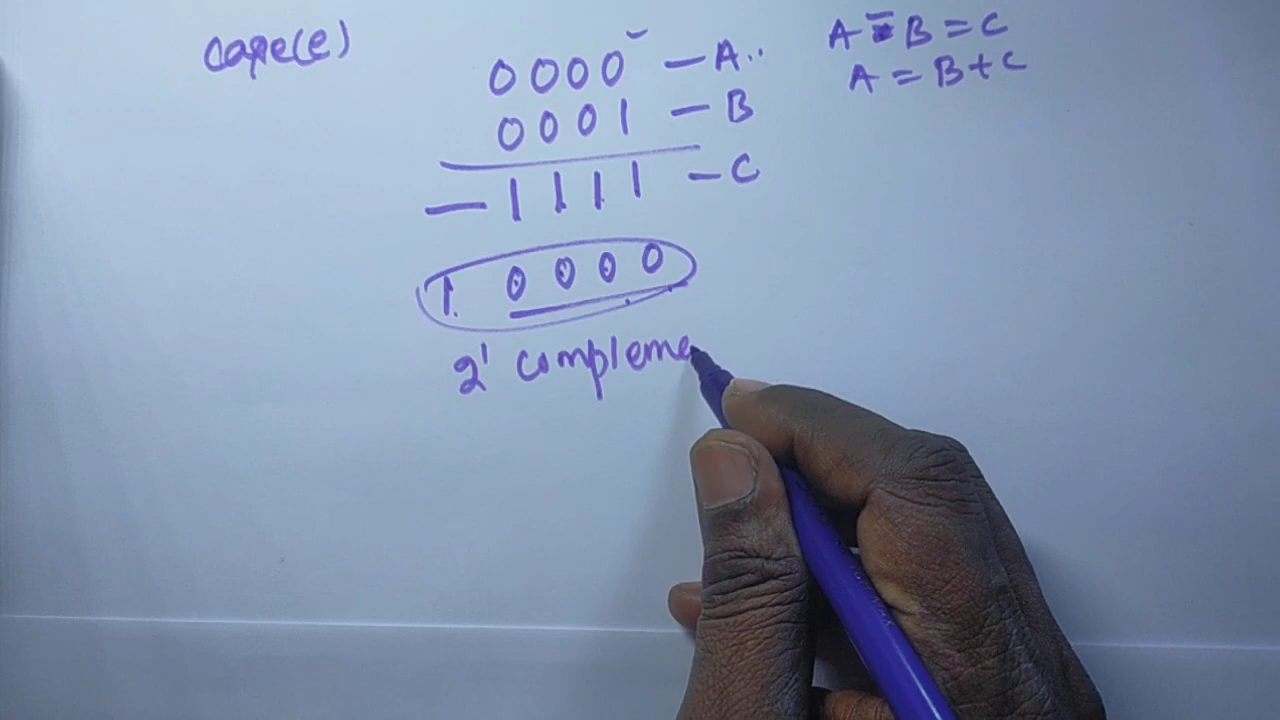 case(e)
0000 - A..
0001 - B
- 1111 - C
1. 0000
2' compleme
A - B = C
A = B + C